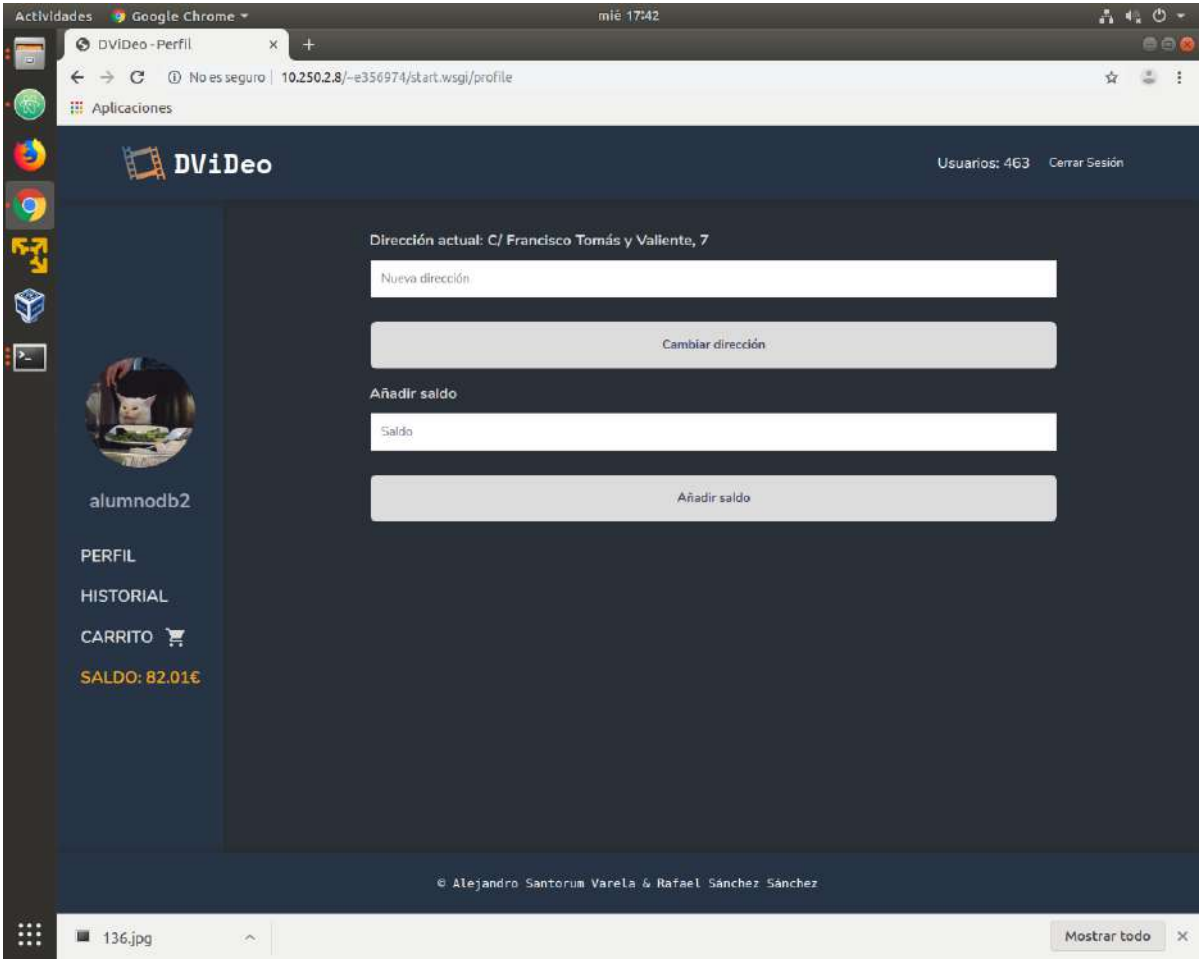 Actividades Google Chrome mié 17:42
DViDeo - Perfil
No es seguro 10.250.2.8/~e356974/start.wsgi/profile
Aplicaciones
DViDeo Usuarios: 463 Cerrar Sesión
Dirección actual: C/ Francisco Tomás y Valiente, 7
Nueva dirección
Cambiar dirección
Añadir saldo
Saldo
Añadir saldo
alumnodb2
PERFIL
HISTORIAL
CARRITO
SALDO: 82.01€
© Alejandro Santorum Varela & Rafael Sánchez Sánchez
136.jpg Mostrar todo